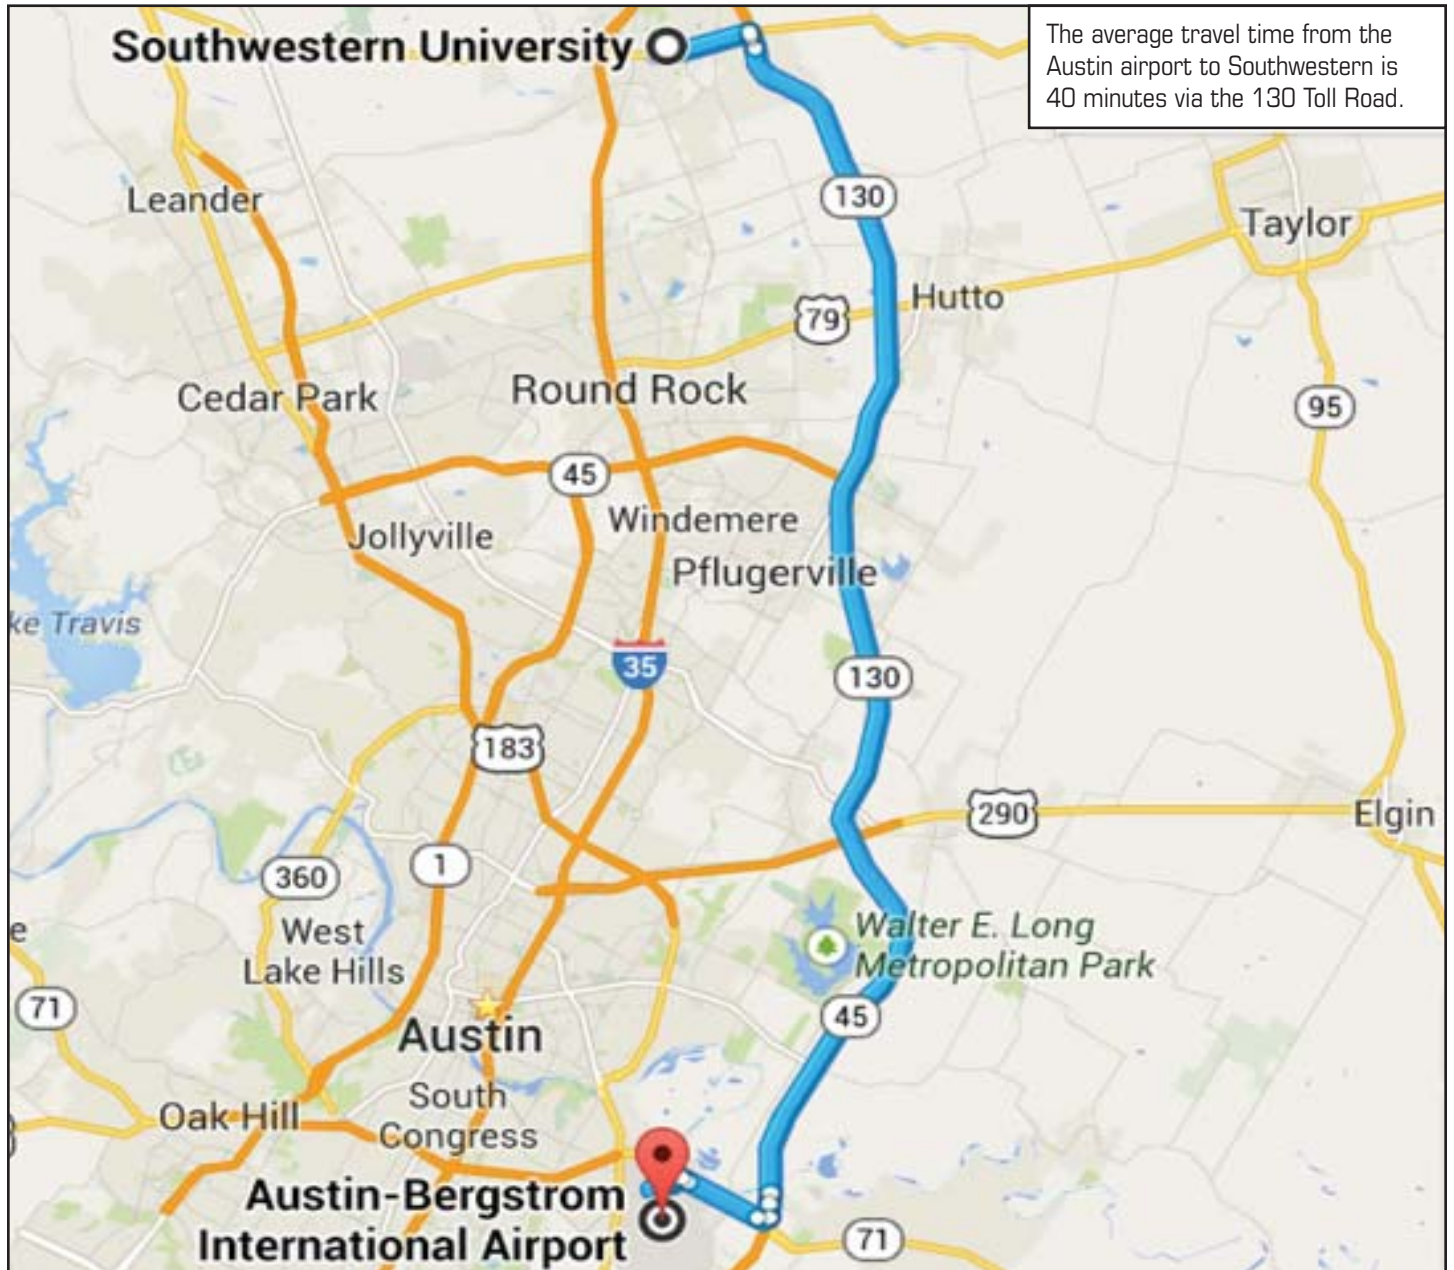 Southwestern University
The average travel time from the
Austin airport to Southwestern is
40 minutes via the 130 Toll Road.
Leander
130
Taylor
Hutto
79
Cedar Park
Round Rock
95
45
Windemere
Jollyville
Pflugerville
ke Travis
35
130
183
290
Elgin
1
360
West
Lake Hills
e
Walter E. Long
Metropolitan Park
71
45
Austin
South
Congress
Oak Hill
Austin-Bergstrom
International Airport
71